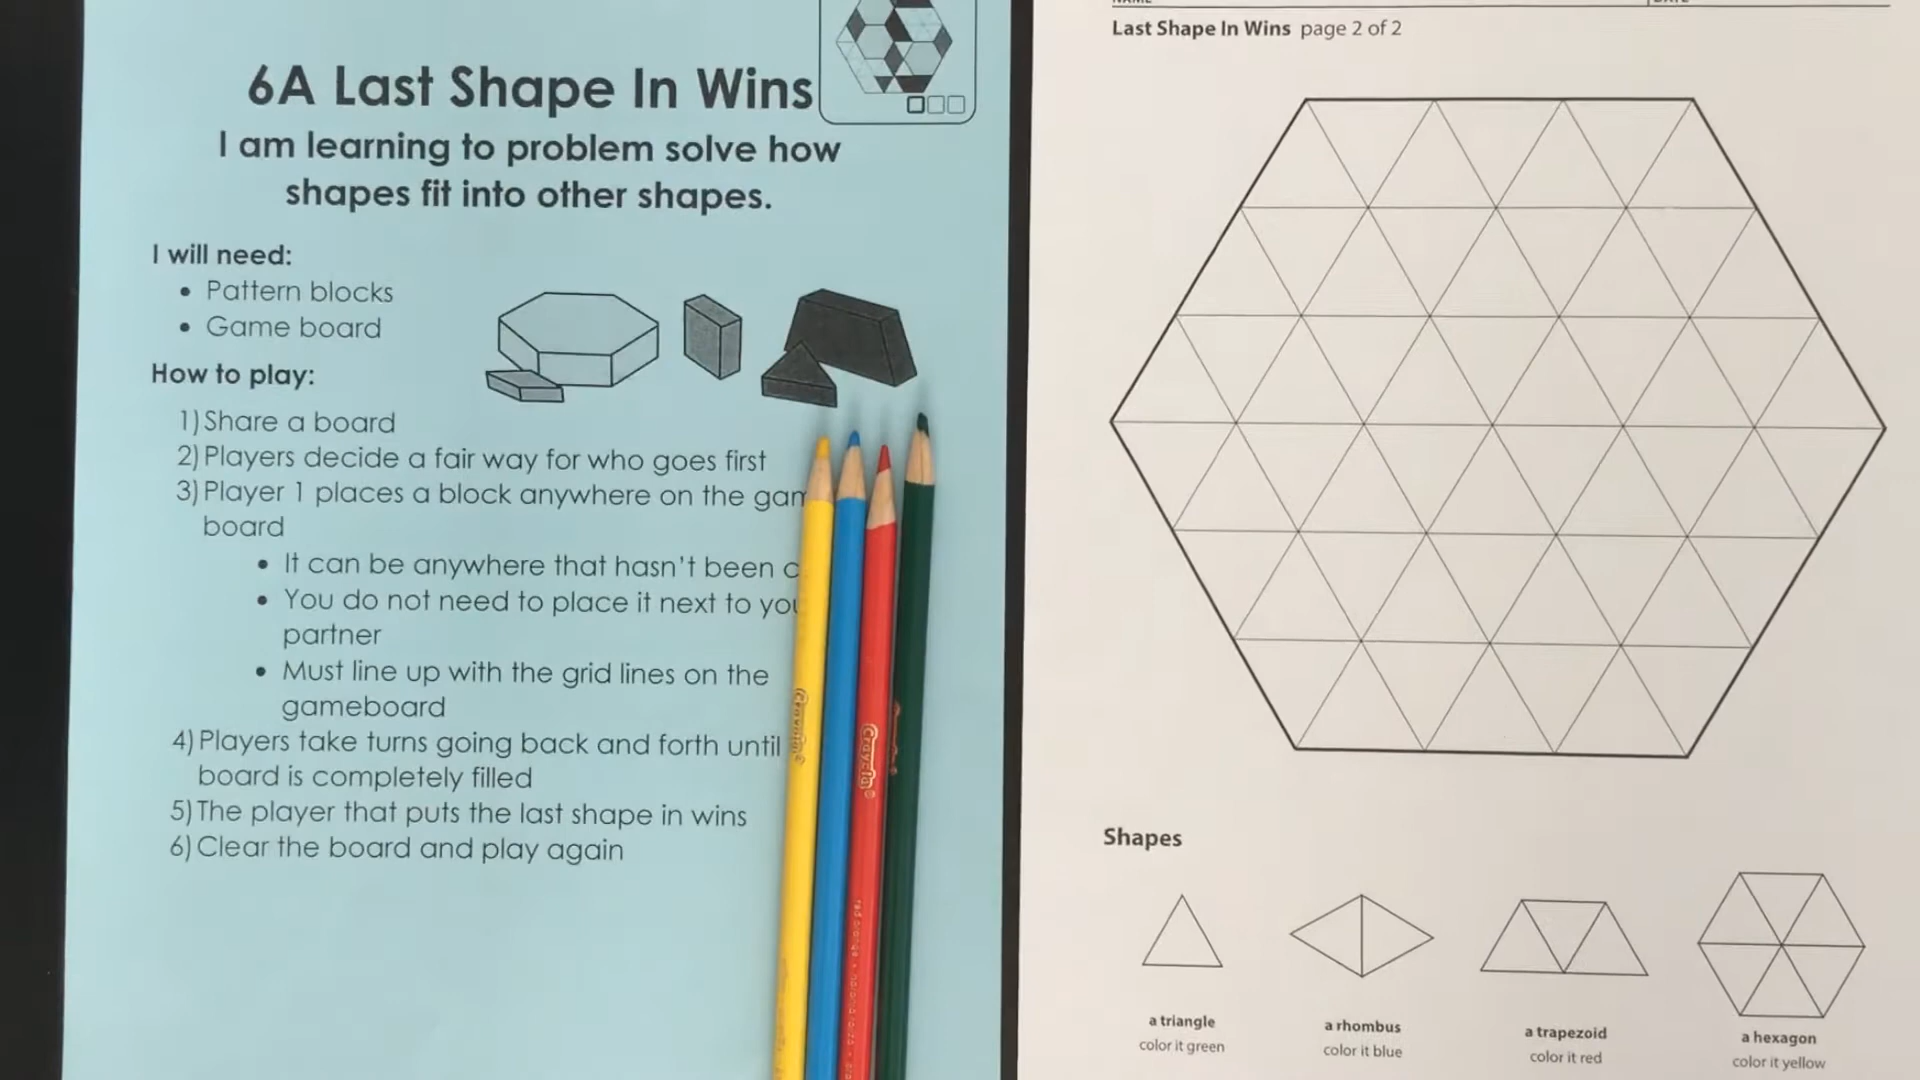 6A Last Shape In Wins
I am learning to problem solve how
shapes fit into other shapes.
I will need:
• Pattern blocks
• Game board
How to play:
1) Share a board
2) Players decide a fair way for who goes first
3) Player 1 places a block anywhere on the gam
board
• It can be anywhere that hasn't been c
• You do not need to place it next to you
partner
• Must line up with the grid lines on the
gameboard
4) Players take turns going back and forth until
board is completely filled
5) The player that puts the last shape in wins
6) Clear the board and play again
Crayola®
Crayola®
NAME
DATE
Last Shape In Wins page 2 of 2
Shapes
a triangle
color it green
a rhombus
color it blue
a trapezoid
color it red
a hexagon
color it yellow